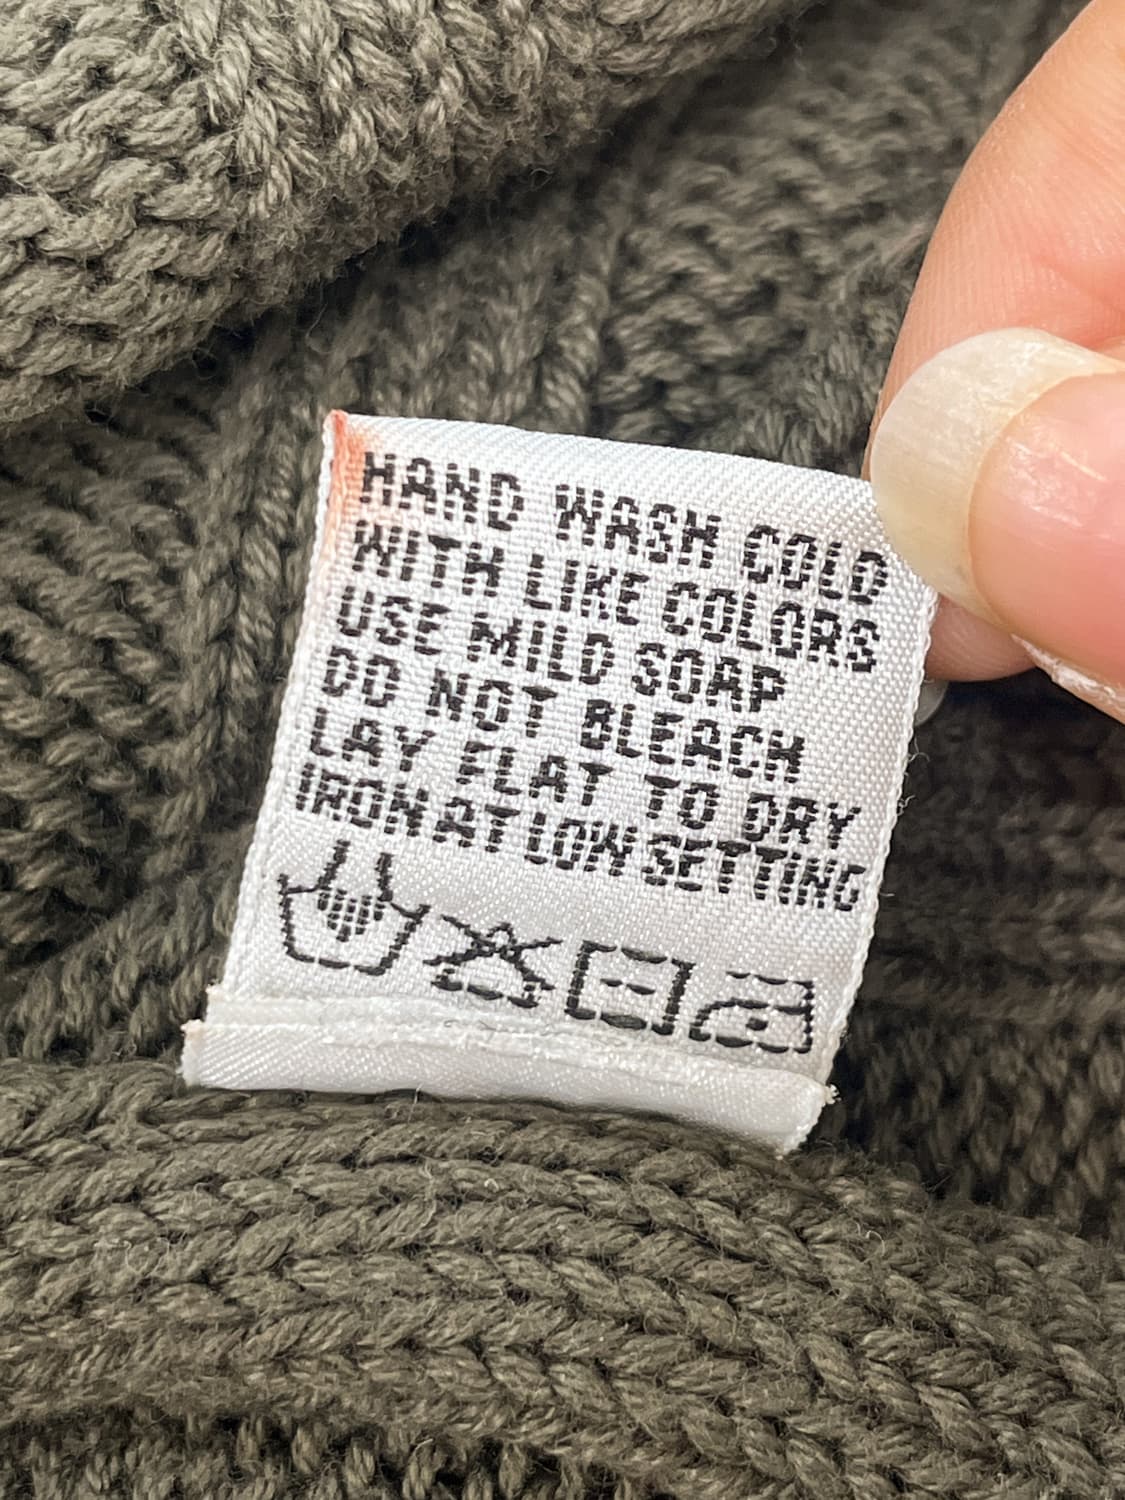 HAND WASH COLD
WITH LIKE COLORS
USE MILD SOAP
DO NOT BLEACH
LAY FLAT TO DRY
IRON AT LOW SETTING